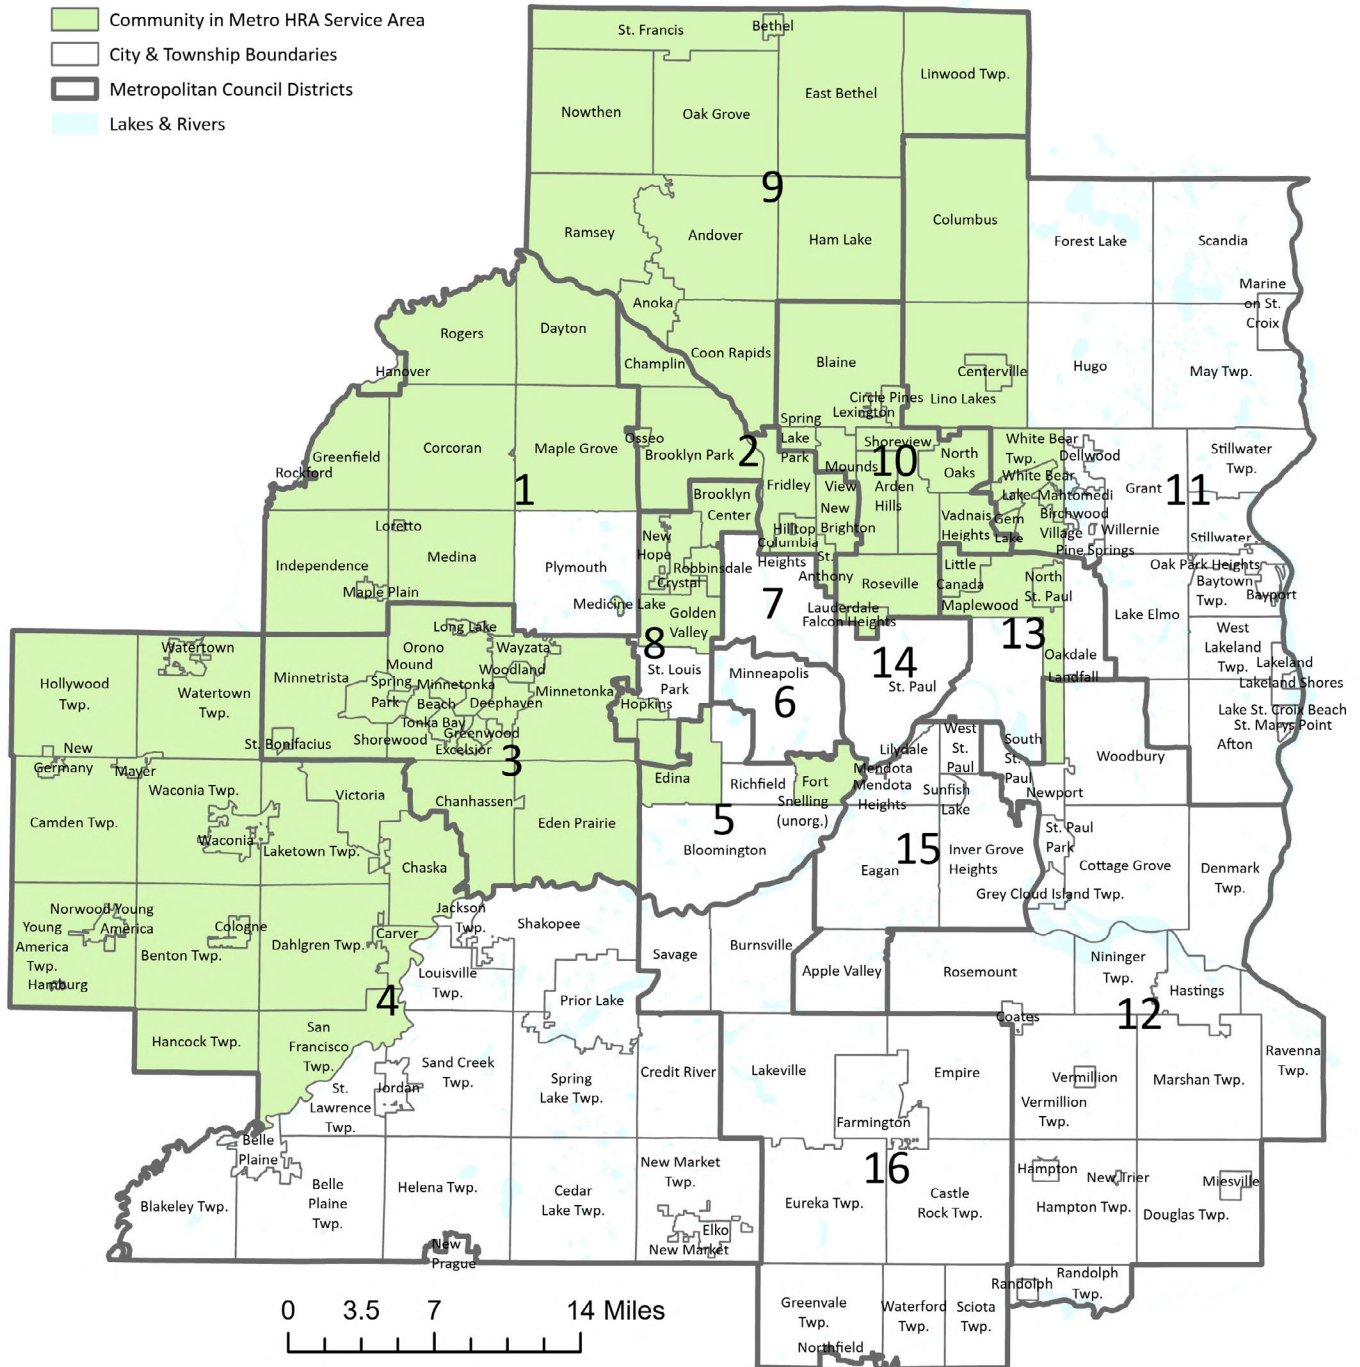 Community in Metro HRA Service Area
City & Township Boundaries
Metropolitan Council Districts
Lakes & Rivers
St. Francis
Bethel
Linwood Twp.
East Bethel
Nowthen
Oak Grove
9
Columbus
Ramsey
Andover
Ham Lake
Forest Lake
Scandia
Marine
on St.
Croix
Anoka
Rogers
Dayton
Coon Rapids
Champlin
Blaine
Hanover
Centerville
Hugo
May Twp.
Circle Pines
Lexington
Lino Lakes
Spring
Lake
Park
Osseo
Brooklyn Park
2
Shoreview
10
North
Oaks
White Bear
Twp.
Dellwood
Stillwater
Twp.
Corcoran
Maple Grove
Greenfield
Rockford
1
Mounds
View
Arden
Hills
White Bear
Lake
Mahtomedi
Grant
11
Fridley
Brooklyn
Center
New
Brighton
Vadnais
Heights
Gem
Lake
Birchwood
Village
Willernie
Pine Springs
Stillwater
Loretto
Hilltop
Columbia
Heights
New
Hope
Medina
Independence
Plymouth
Robbinsdale
Crystal
St.
Anthony
Roseville
Little
Canada
North
St. Paul
Oak Park Heights
Baytown
Twp.
Bayport
Maple Plain
Medicine Lake
7
Golden
Valley
Lauderdale
Falcon Heights
Maplewood
Lake Elmo
8
13
Long Lake
Orono
Wayzata
Watertown
Mound
Woodland
St. Louis
Park
Minneapolis
14
St. Paul
Oakdale
Landfall
West
Lakeland
Twp.
Lakeland
Lakeland Shores
Hollywood
Twp.
Watertown
Twp.
Minnetrista
Spring
Park
Minnetonka
Beach
Deephaven
Minnetonka
Hopkins
6
Lake St. Croix Beach
St. Marys Point
Tonka Bay
Greenwood
Excelsior
Shorewood
St. Bonifacius
3
Afton
New
Germany
Mayer
Lilydale
Mendota
Mendota
Heights
West
St.
Paul
South
St.
Paul
Woodbury
Waconia Twp.
Victoria
Edina
Richfield
Fort
Snelling
(unorg.)
Sunfish
Lake
Newport
Chanhassen
Eden Prairie
5
Bloomington
Camden Twp.
Waconia
Laketown Twp.
Chaska
15
Eagan
Inver Grove
Heights
St. Paul
Park
Cottage Grove
Denmark
Twp.
Grey Cloud Island Twp.
Norwood Young
America
Young
America
Twp.
Hamburg
Cologne
Benton Twp.
Dahlgren Twp.
Carver
Jackson
Twp.
Shakopee
Louisville
Twp.
Savage
Burnsville
Apple Valley
Rosemount
Nininger
Twp.
Hastings
Prior Lake
4
12
Coates
Hancock Twp.
San
Francisco
Twp.
Sand Creek
Twp.
Spring
Lake Twp.
Credit River
Lakeville
Empire
Ravenna
Twp.
Jordan
St.
Lawrence
Twp.
Vermillion
Vermillion
Twp.
Marshan Twp.
Farmington
Belle
Plaine
16
Blakeley Twp.
Belle
Plaine
Twp.
Helena Twp.
Cedar
Lake Twp.
New Market
Twp.
Elko
New Market
Eureka Twp.
Castle
Rock Twp.
Hampton
New Trier
Miesville
Hampton Twp.
Douglas Twp.
New
Prague
Randolph
Randolph
Twp.
Greenvale
Twp.
Waterford
Twp.
Sciota
Twp.
Northfield
0 3.5 7 14 Miles